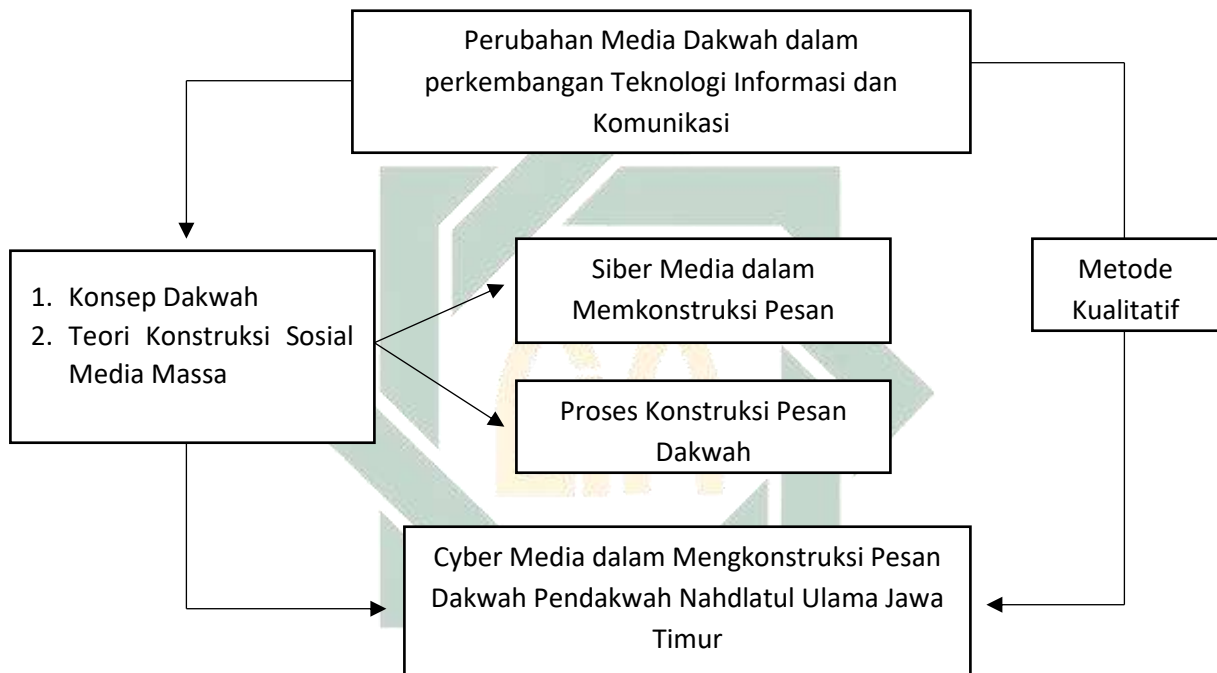 Perubahan Media Dakwah dalam
perkembangan Teknologi Informasi dan
Komunikasi
1. Konsep Dakwah
2. Teori Konstruksi Sosial
Media Massa
Siber Media dalam
Memkonstruksi Pesan
Proses Konstruksi Pesan
Dakwah
Metode
Kualitatif
Cyber Media dalam Mengkonstruksi Pesan
Dakwah Pendakwah Nahdlatul Ulama Jawa
Timur